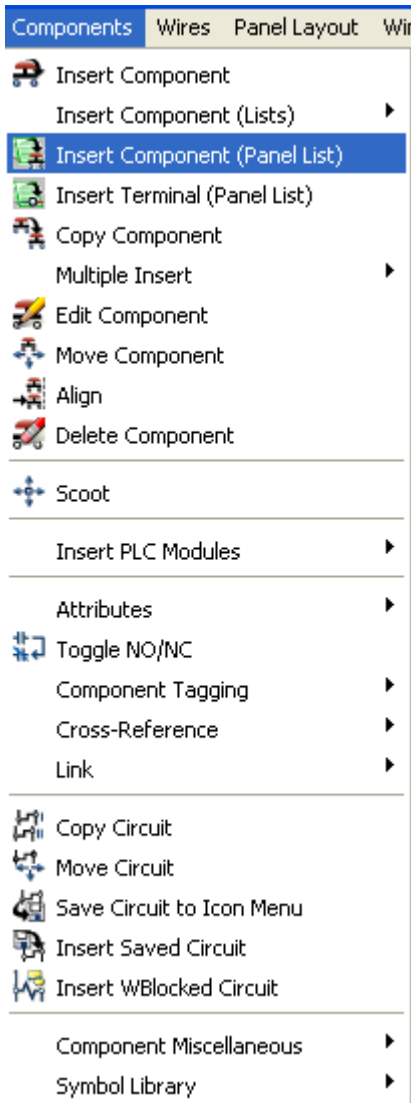 Components Wires Panel Layout Wi
Insert Component
Insert Component (Lists)
Insert Component (Panel List)
Insert Terminal (Panel List)
Copy Component
Multiple Insert
Edit Component
Move Component
Align
Delete Component
Scoot
Insert PLC Modules
Attributes
Toggle NO/NC
Component Tagging
Cross-Reference
Link
Copy Circuit
Move Circuit
Save Circuit to Icon Menu
Insert Saved Circuit
Insert WBlocked Circuit
Component Miscellaneous
Symbol Library